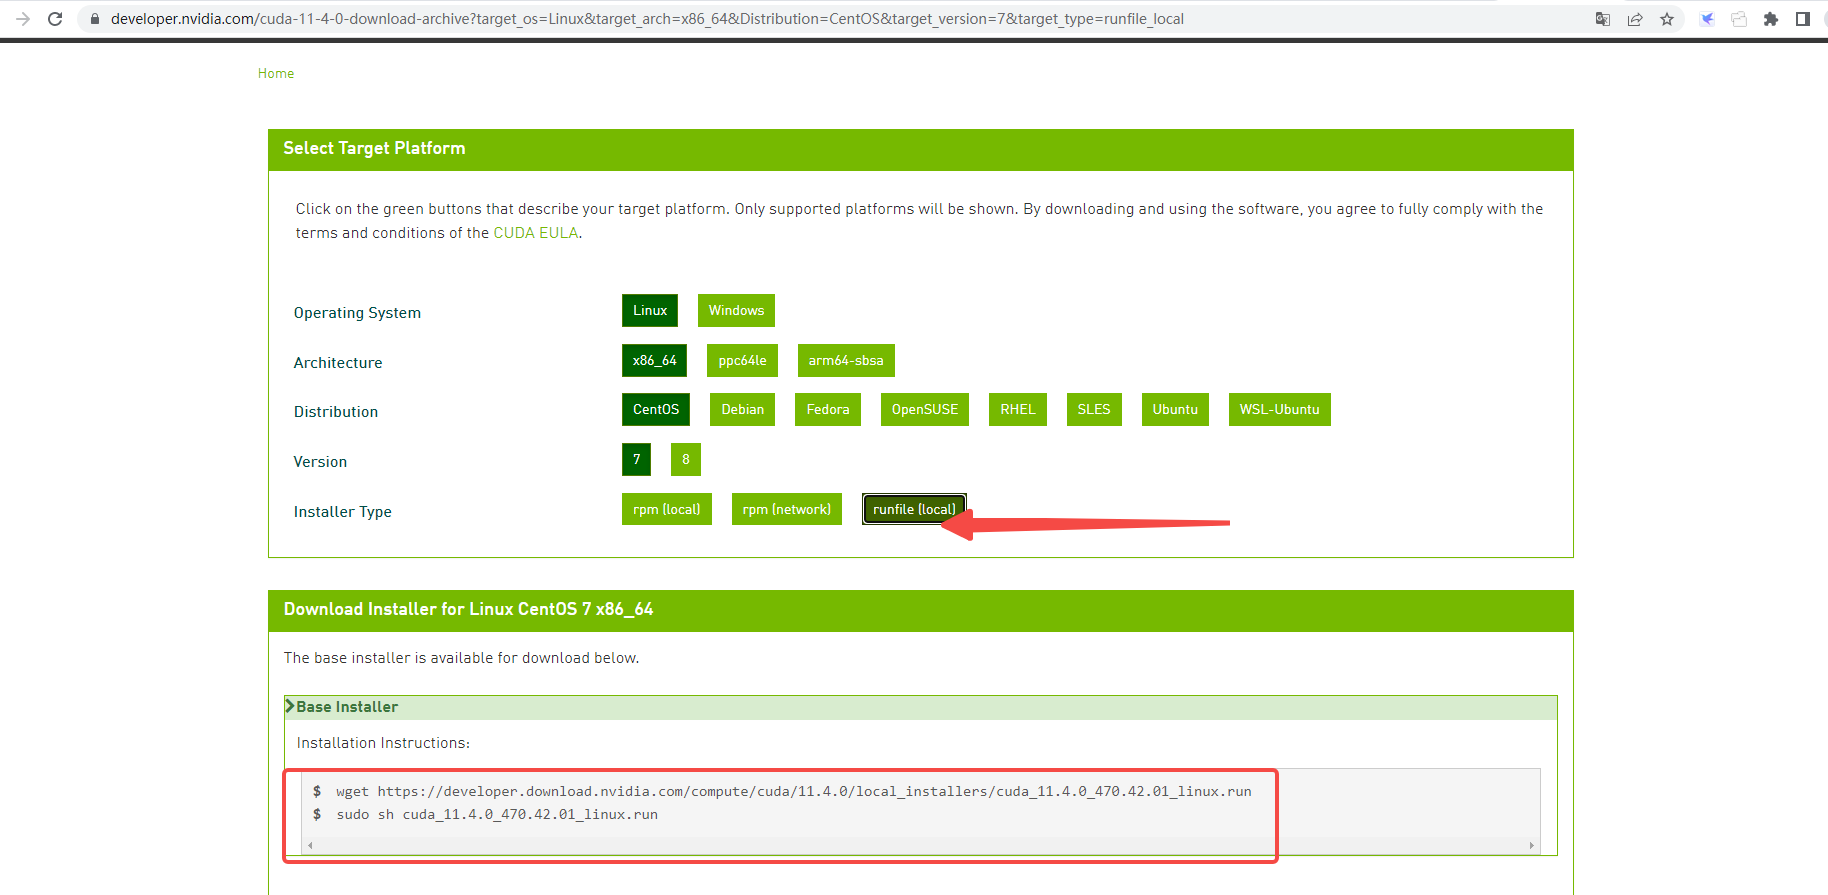 developer.nvidia.com/cuda-11-4-0-download-archive?target_os=Linux&target_arch=x86_64&Distribution=CentOS&target_version=7&target_type=runfile_local
Home
Select Target Platform
Click on the green buttons that describe your target platform. Only supported platforms will be shown. By downloading and using the software, you agree to fully comply with the
terms and conditions of the CUDA EULA.
Operating System Linux Windows
Architecture x86_64 ppc64le arm64-sbsa
Distribution CentOS Debian Fedora OpenSUSE RHEL SLES Ubuntu WSL-Ubuntu
Version 7 8
Installer Type rpm (local) rpm (network) runfile (local)
Download Installer for Linux CentOS 7 x86_64
The base installer is available for download below.
Base Installer
Installation Instructions:
$ wget https://developer.download.nvidia.com/compute/cuda/11.4.0/local_installers/cuda_11.4.0_470.42.01_linux.run
$ sudo sh cuda_11.4.0_470.42.01_linux.run